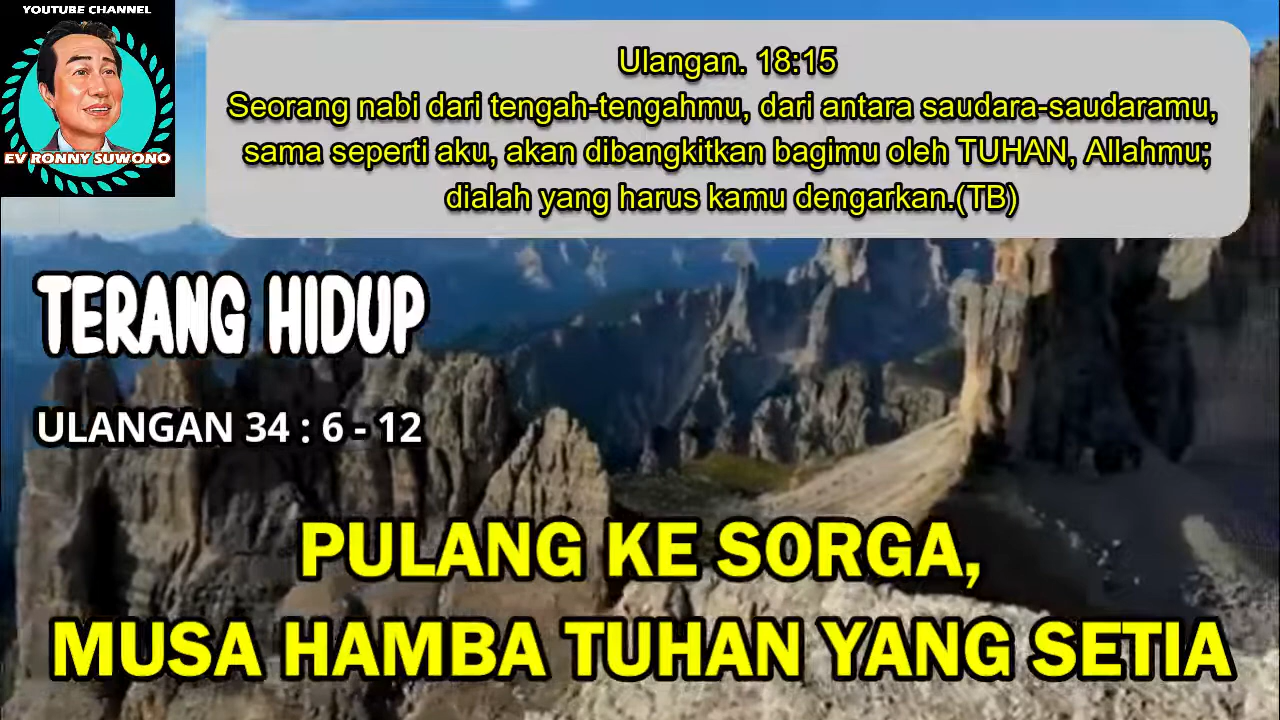 YOUTUBE CHANNEL
EV RONNY SUWONO
Ulangan. 18:15
Seorang nabi dari tengah-tengahmu, dari antara saudara-saudaramu,
sama seperti aku, akan dibangkitkan bagimu oleh TUHAN, Allahmu;
dialah yang harus kamu dengarkan.(TB)
TERANG HIDUP
ULANGAN 34 : 6 - 12
PULANG KE SORGA,
MUSA HAMBA TUHAN YANG SETIA